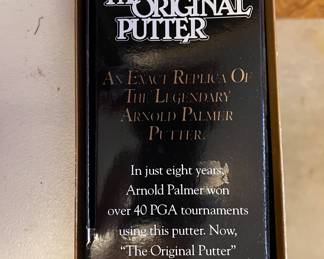 THE ORIGINAL
PUTTER
AN EXACT REPLICA OF
THE LEGENDARY
ARNOLD PALMER
PUTTER.
In just eight years,
Arnold Palmer won
over 40 PGA tournaments
using this putter. Now,
"The Original Putter"